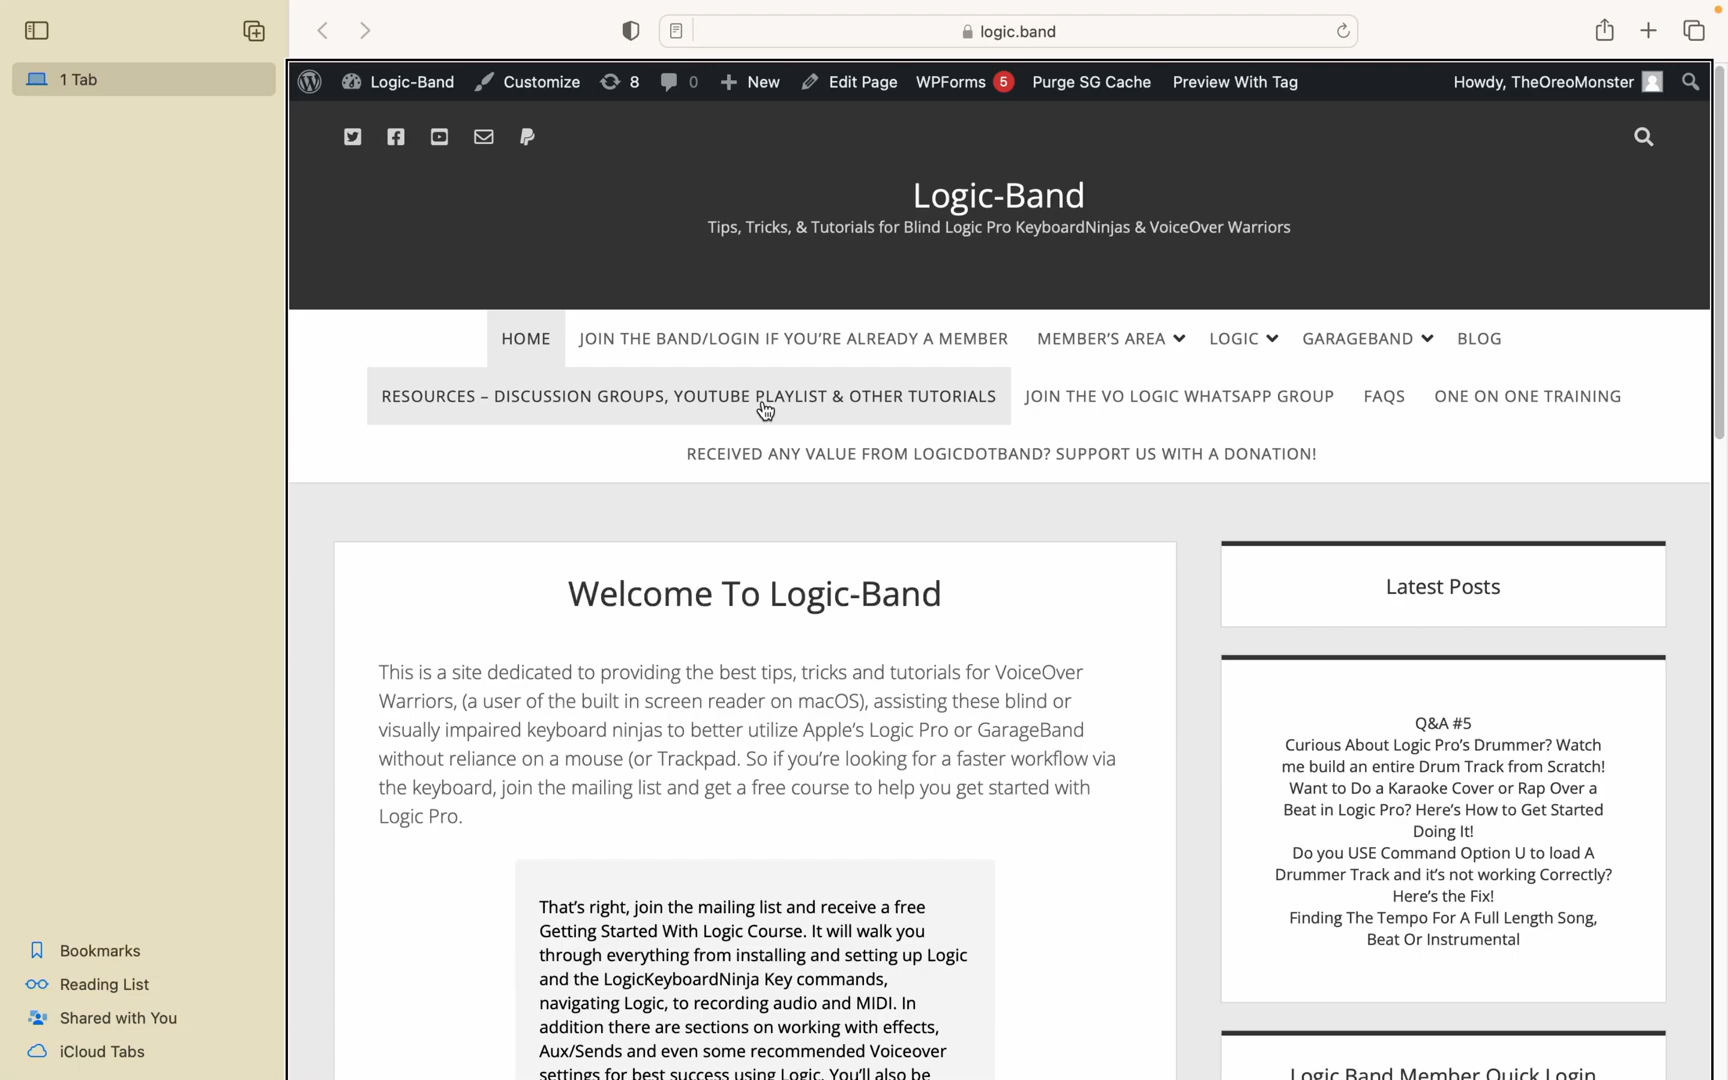 1 Tab
logic.band
Logic-Band Customize 8 0 New Edit Page WPForms 5 Purge SG Cache Preview With Tag Howdy, TheOreoMonster
Logic-Band
Tips, Tricks, & Tutorials for Blind Logic Pro KeyboardNinjas & VoiceOver Warriors
HOME JOIN THE BAND/LOGIN IF YOU'RE ALREADY A MEMBER MEMBER'S AREA LOGIC GARAGEBAND BLOG
RESOURCES – DISCUSSION GROUPS, YOUTUBE PLAYLIST & OTHER TUTORIALS JOIN THE VO LOGIC WHATSAPP GROUP FAQS ONE ON ONE TRAINING
RECEIVED ANY VALUE FROM LOGICDOTBAND? SUPPORT US WITH A DONATION!
Welcome To Logic-Band
This is a site dedicated to providing the best tips, tricks and tutorials for VoiceOver
Warriors, (a user of the built in screen reader on macOS), assisting these blind or
visually impaired keyboard ninjas to better utilize Apple's Logic Pro or GarageBand
without reliance on a mouse (or Trackpad. So if you're looking for a faster workflow via
the keyboard, join the mailing list and get a free course to help you get started with
Logic Pro.
That's right, join the mailing list and receive a free
Getting Started With Logic Course. It will walk you
through everything from installing and setting up Logic
and the LogicKeyboardNinja Key commands,
navigating Logic, to recording audio and MIDI. In
addition there are sections on working with effects,
Aux/Sends and even some recommended Voiceover
settings for best success using Logic. You'll also be
Latest Posts
Q&A #5
Curious About Logic Pro's Drummer? Watch
me build an entire Drum Track from Scratch!
Want to Do a Karaoke Cover or Rap Over a
Beat in Logic Pro? Here's How to Get Started
Doing It!
Do you USE Command Option U to load A
Drummer Track and it's not working Correctly?
Here's the Fix!
Finding The Tempo For A Full Length Song,
Beat Or Instrumental
Logic Band Member Quick Login
Bookmarks
Reading List
Shared with You
iCloud Tabs